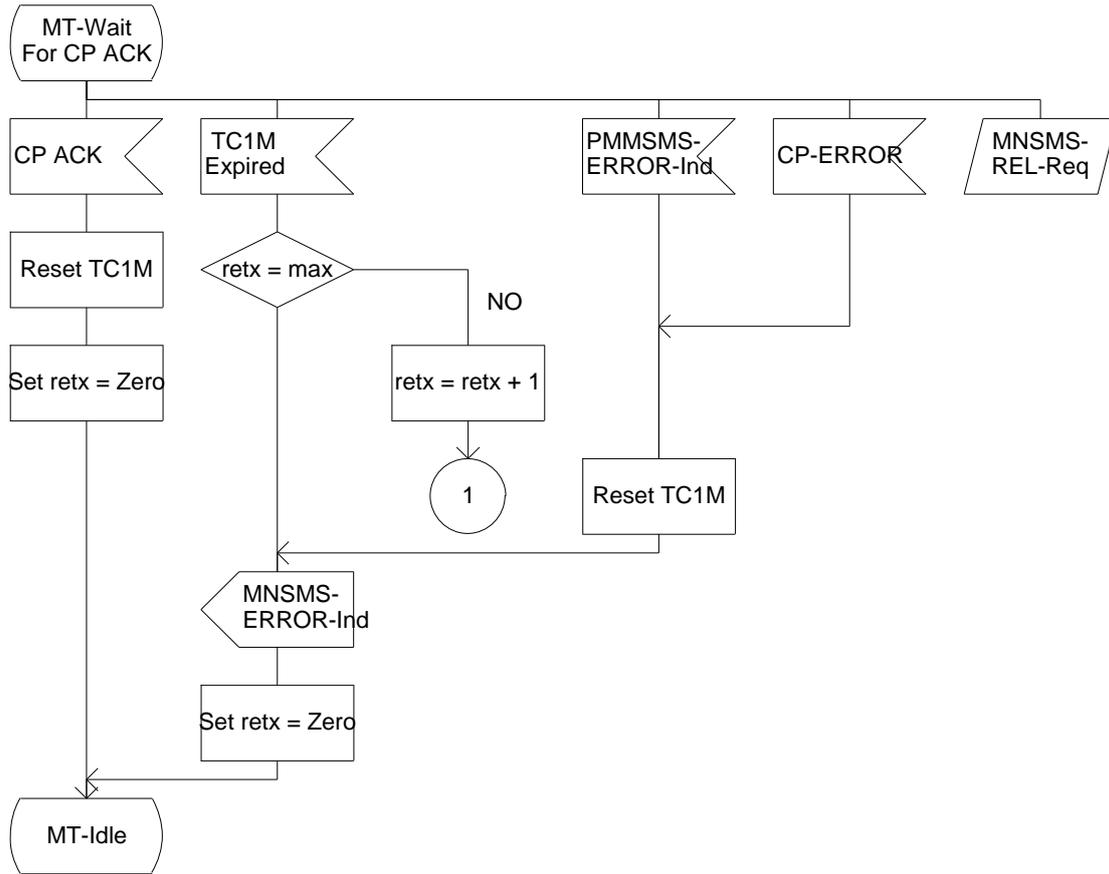 MT-Wait
For CP ACK
CP ACK
TC1M
Expired
PMMSMS-
ERROR-Ind
CP-ERROR
MNSMS-
REL-Req
Reset TC1M
retx = max
NO
Set retx = Zero
retx = retx + 1
1
Reset TC1M
MNSMS-
ERROR-Ind
Set retx = Zero
MT-Idle